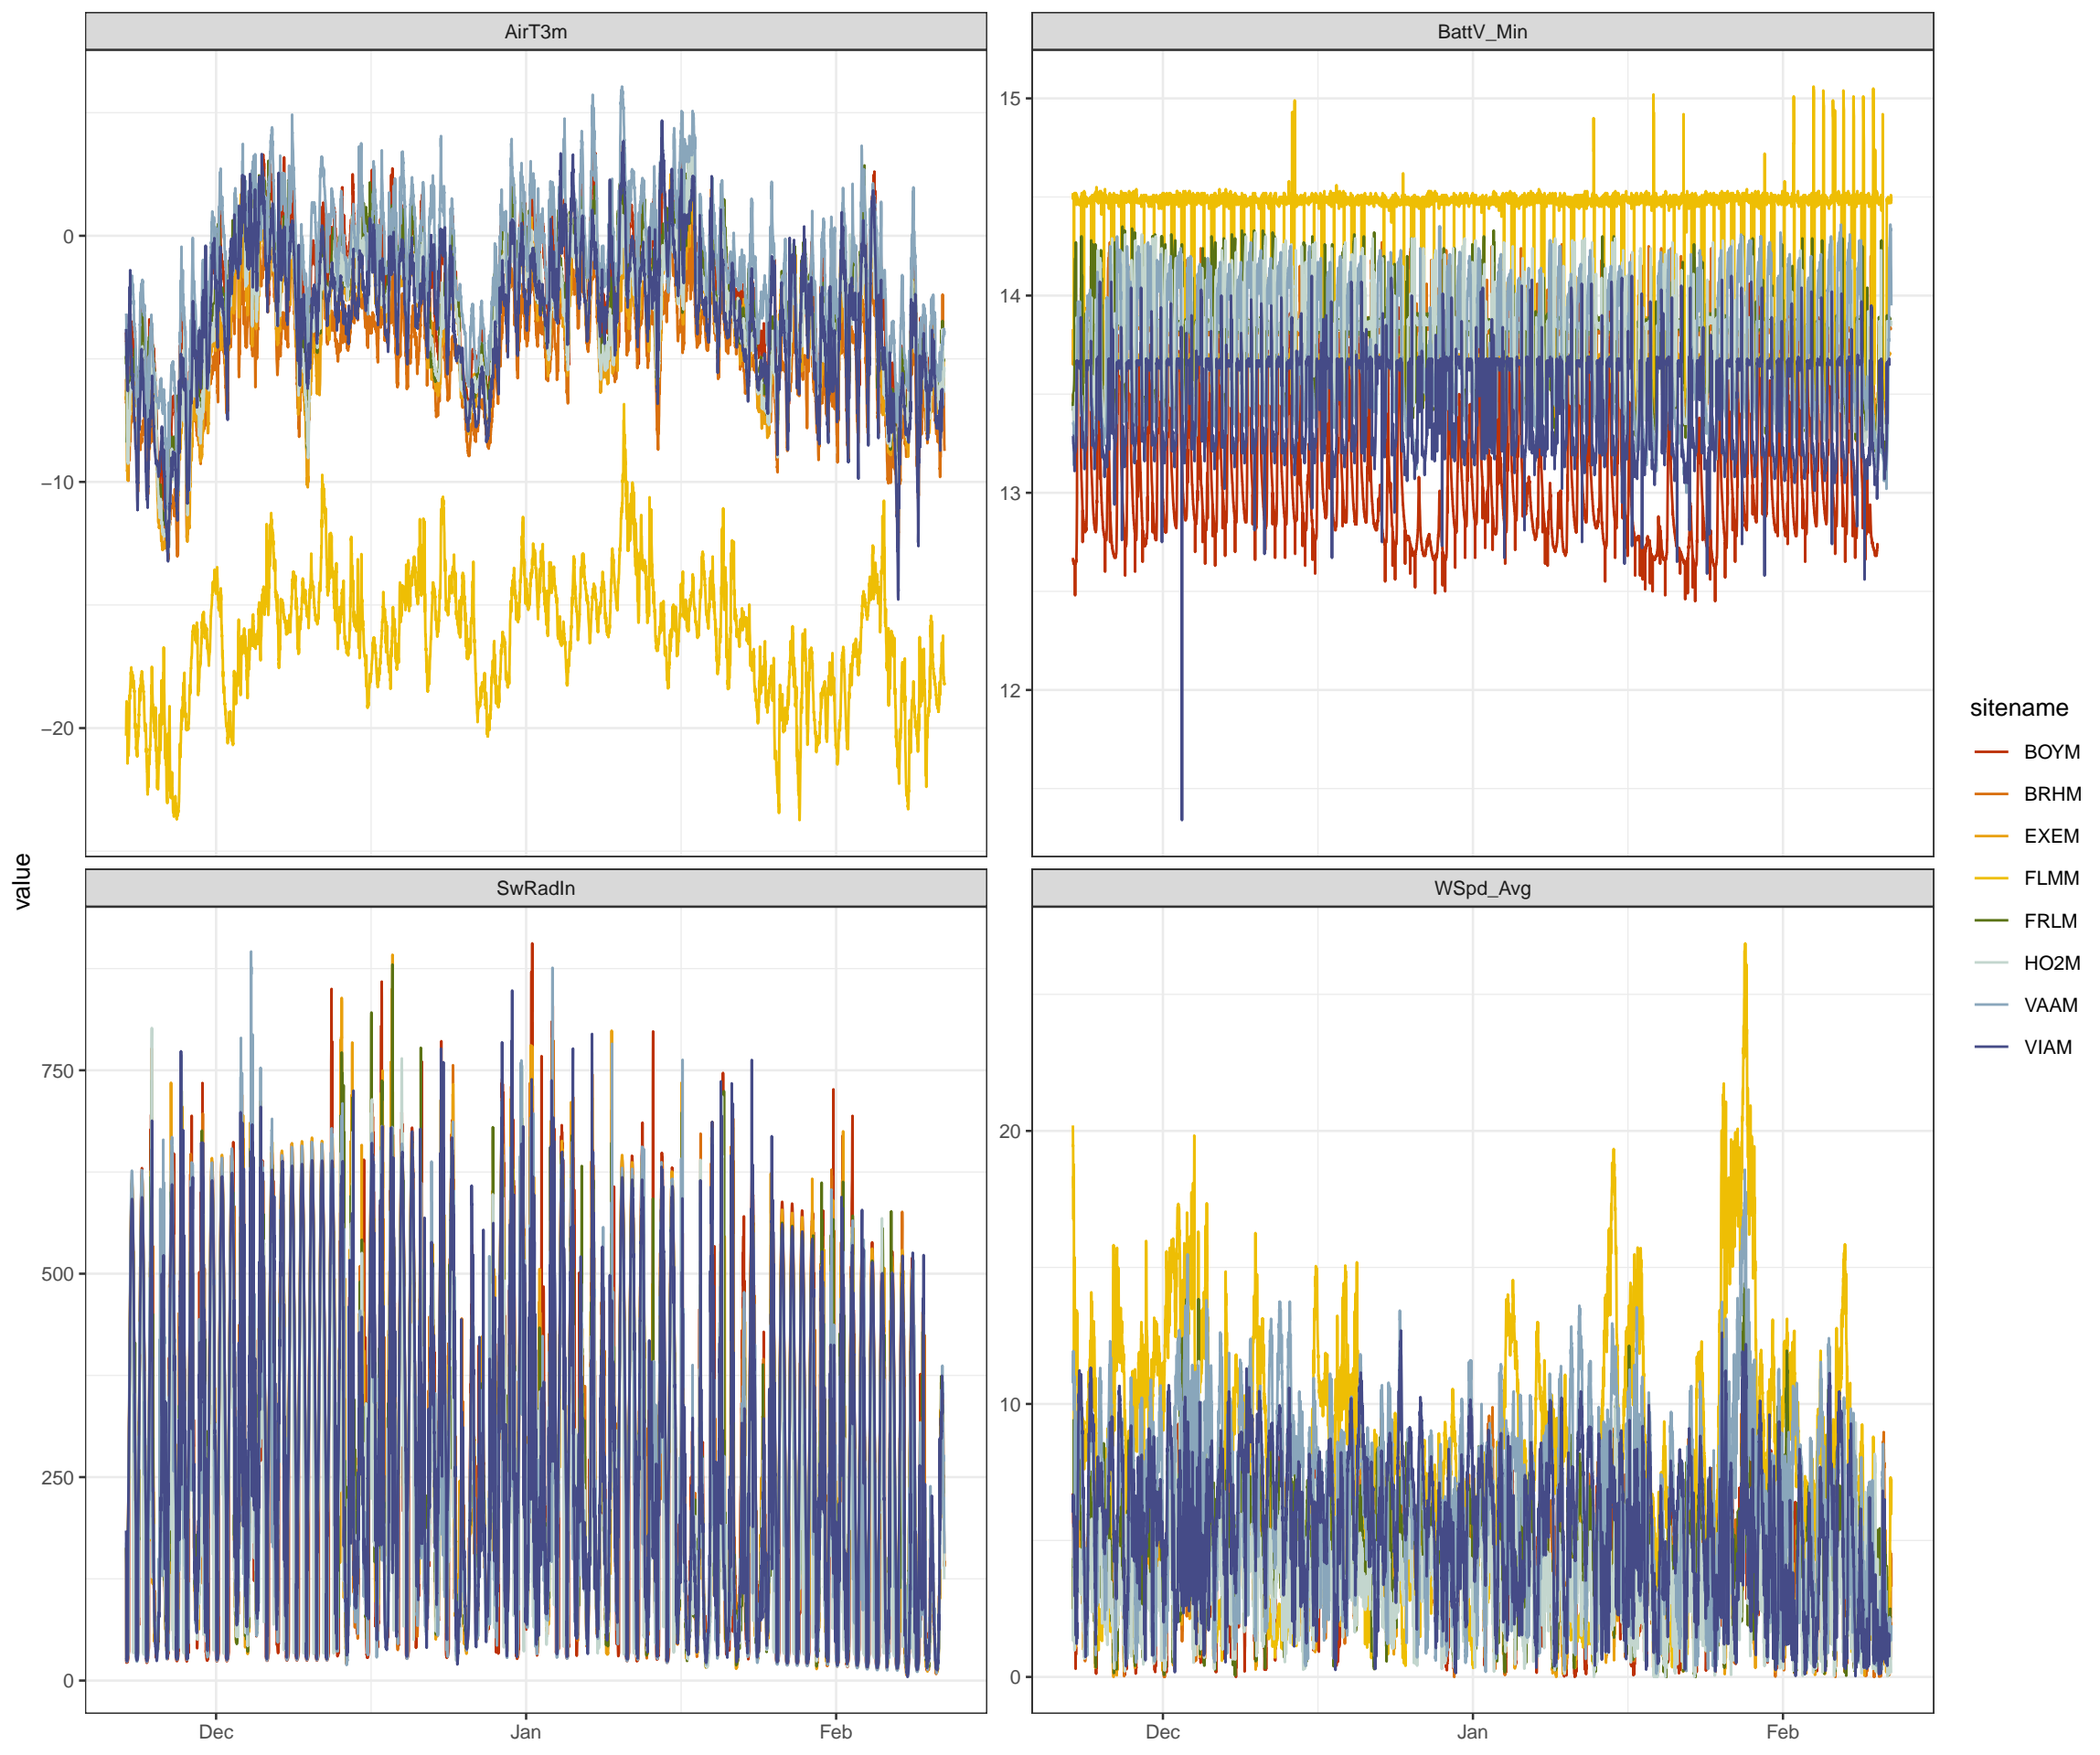 AirT3m
BattV_Min
0
−10
−20
15
14
13
12
SwRadIn
WSpd_Avg
750
500
250
0
20
10
0
Dec
Jan
Feb
Dec
Jan
Feb
value
sitename
BOYM
BRHM
EXEM
FLMM
FRLM
HO2M
VAAM
VIAM